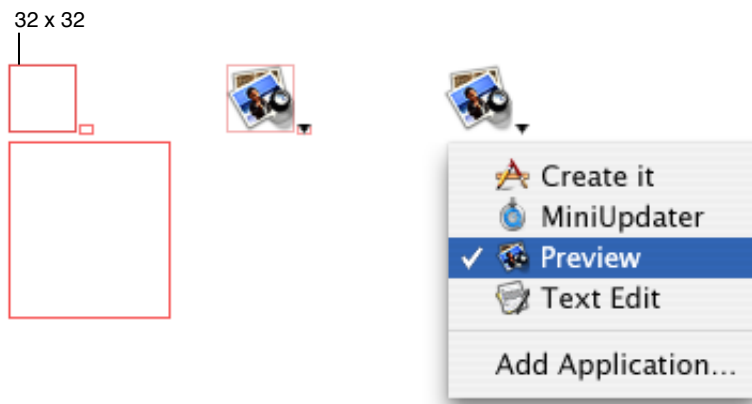 32 x 32
Create it
MiniUpdater
Preview
Text Edit
Add Application...